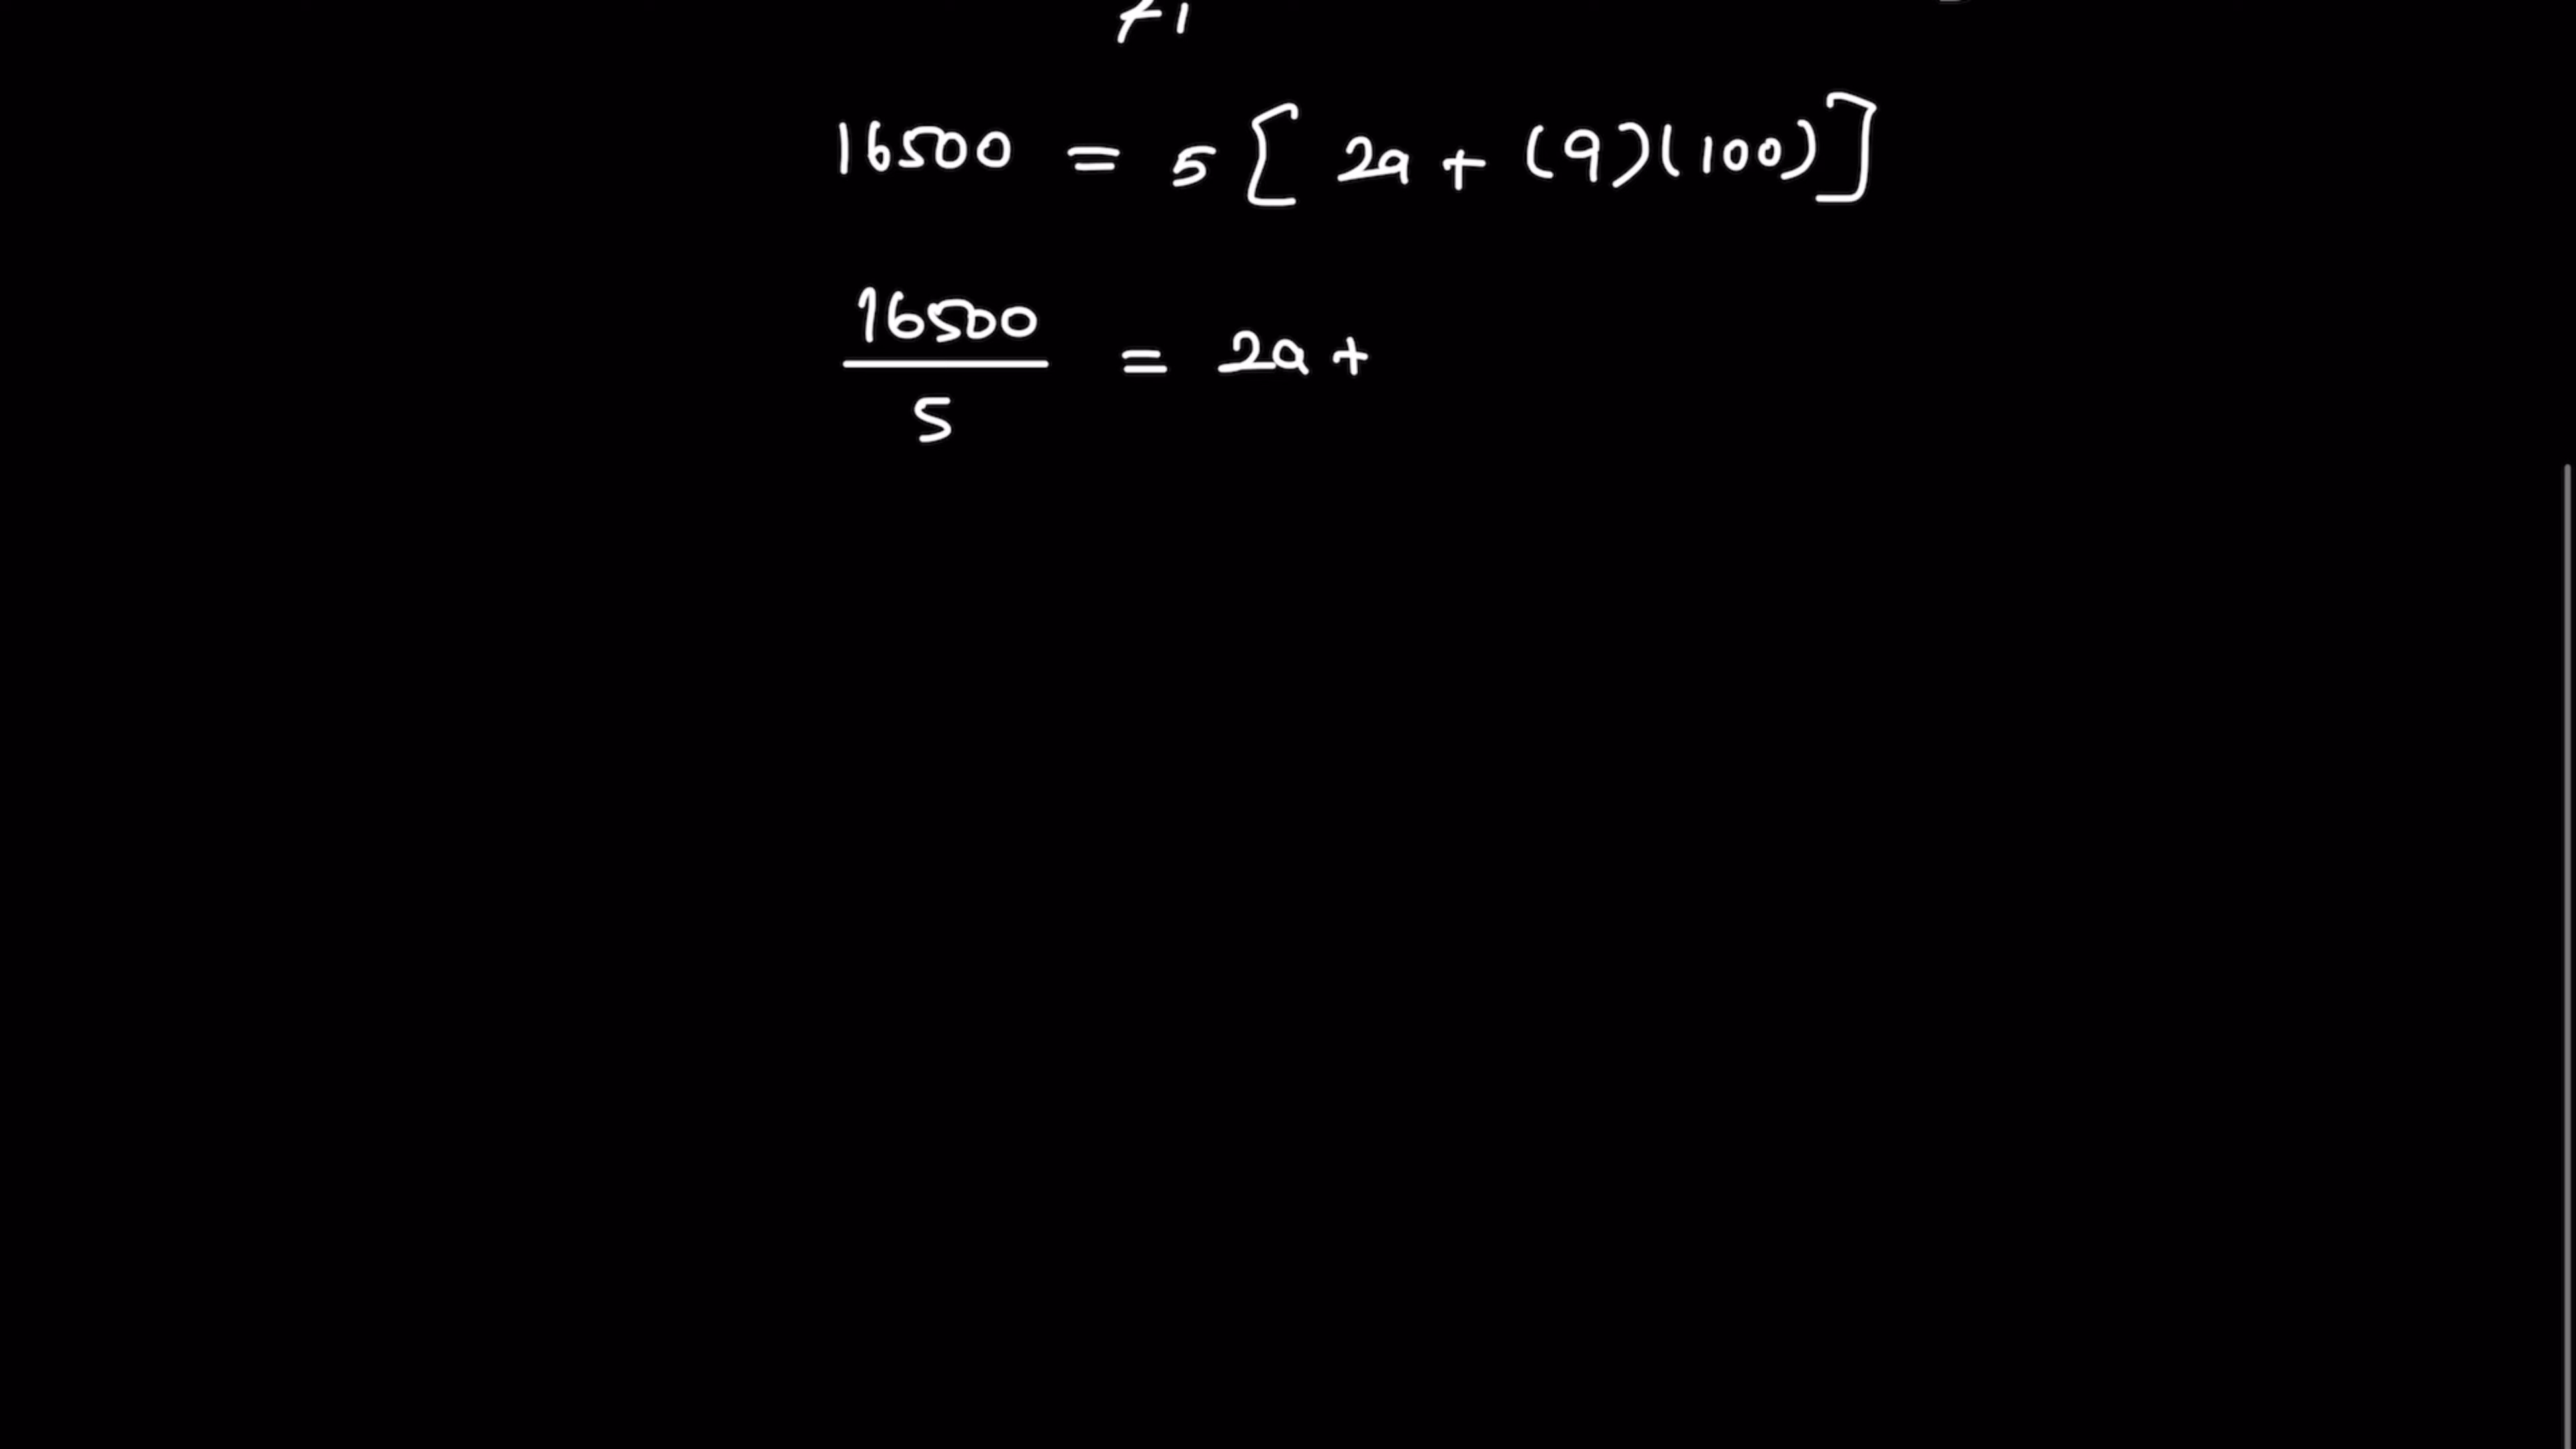 16500 = 5 [ 2a + (9)(100) ]
16500 / 5 = 2a +